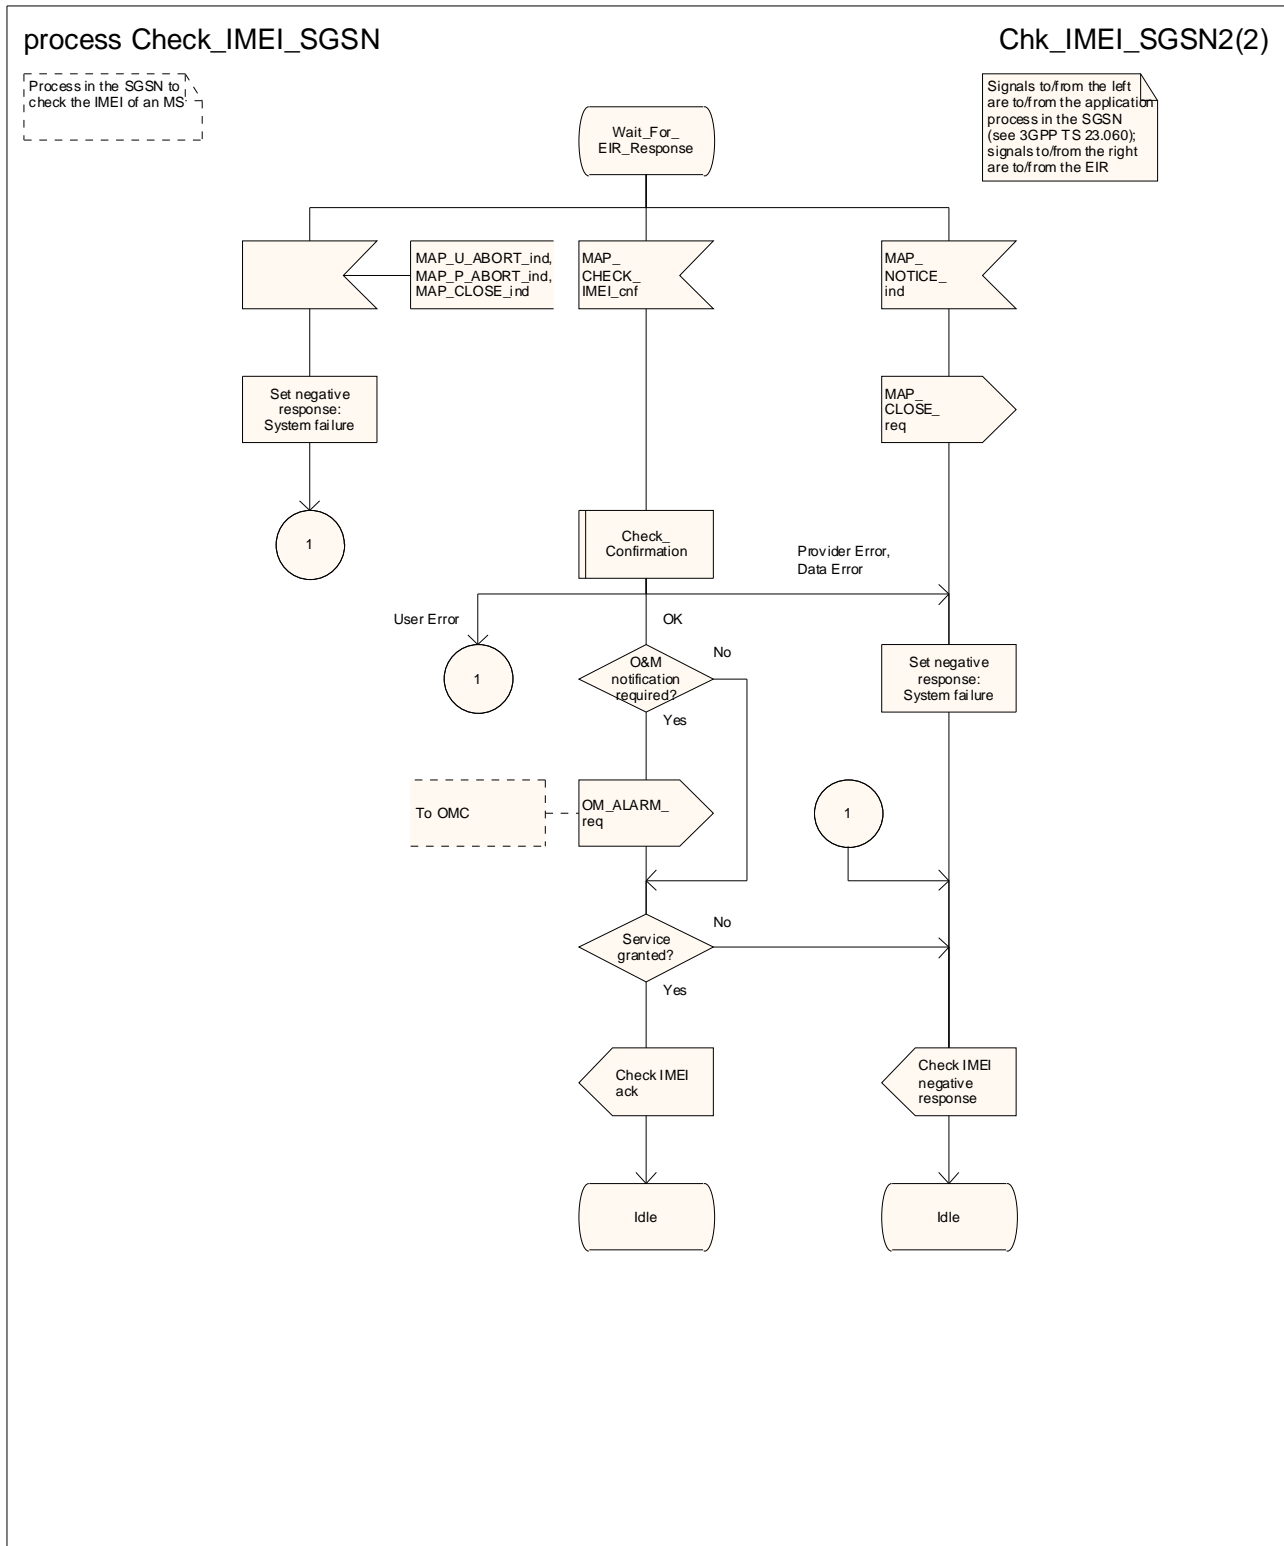 process Check_IMEI_SGSN
Chk_IMEI_SGSN2(2)
Process in the SGSN to
check the IMEI of an MS
Signals to/from the left
are to/from the application
process in the SGSN
(see 3GPP TS 23.060);
signals to/from the right
are to/from the EIR
Wait_For_
EIR_Response
MAP_U_ABORT_ind,
MAP_P_ABORT_ind,
MAP_CLOSE_ind
MAP_
CHECK_
IMEI_cnf
MAP_
NOTICE_
ind
Set negative
response:
System failure
MAP_
CLOSE_
req
1
Check_
Confirmation
Provider Error,
Data Error
User Error
OK
1
O&M
notification
required?
No
Yes
Set negative
response:
System failure
To OMC
OM_ALARM_
req
1
Service
granted?
No
Yes
Check IMEI
ack
Check IMEI
negative
response
Idle
Idle